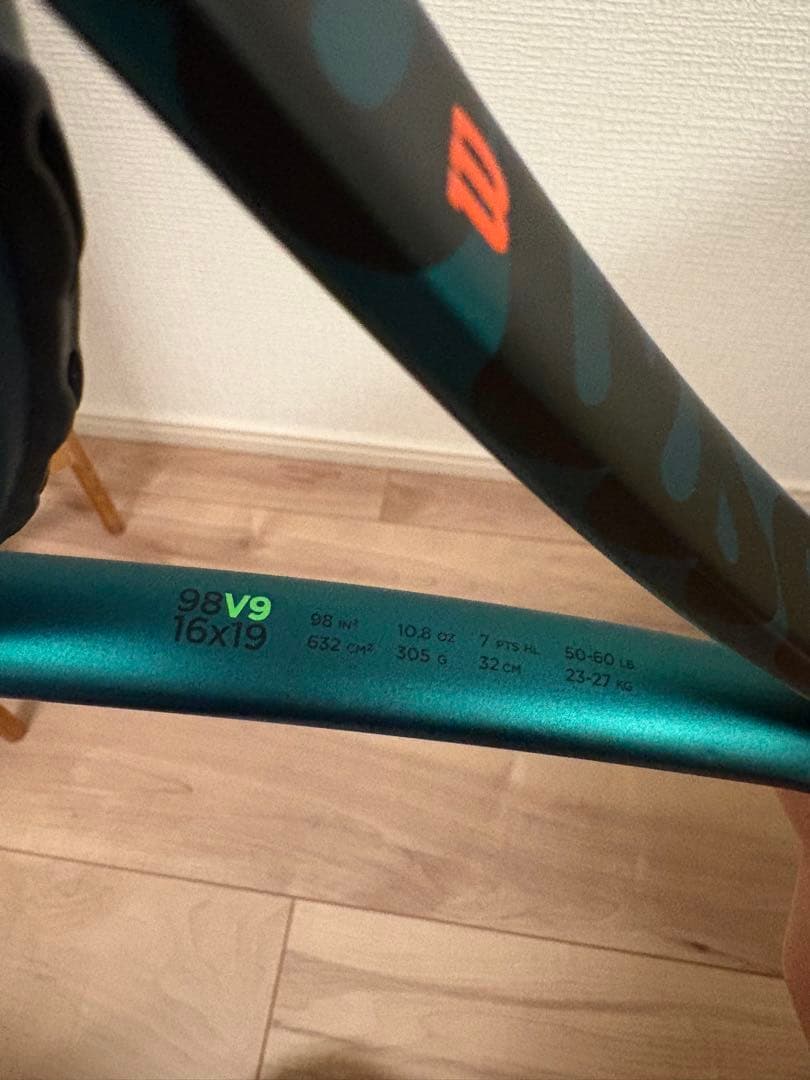 W
98V9
16x19
98 IN²
632 CM²
10.8 OZ
305 G
7 PTS HL
32 CM
50-60 LB
23-27 KG